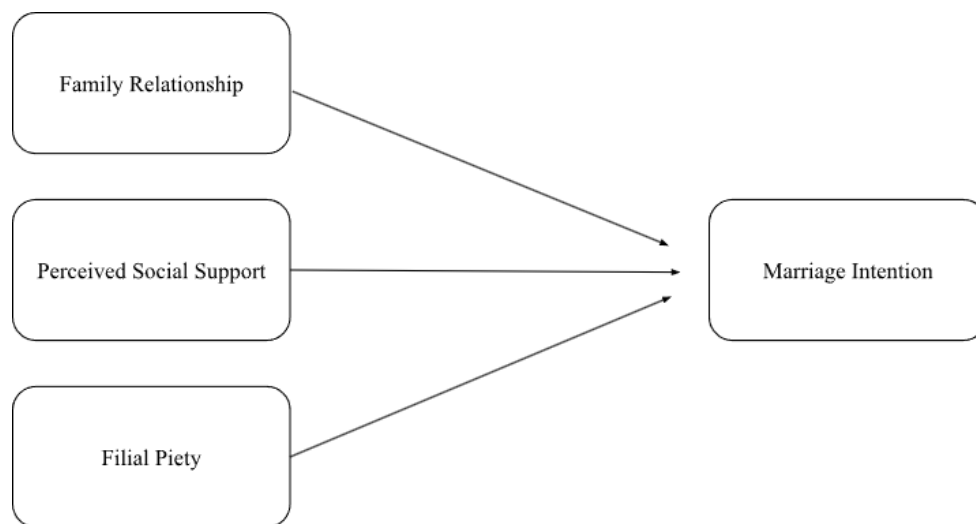 Family Relationship
Perceived Social Support
Marriage Intention
Filial Piety